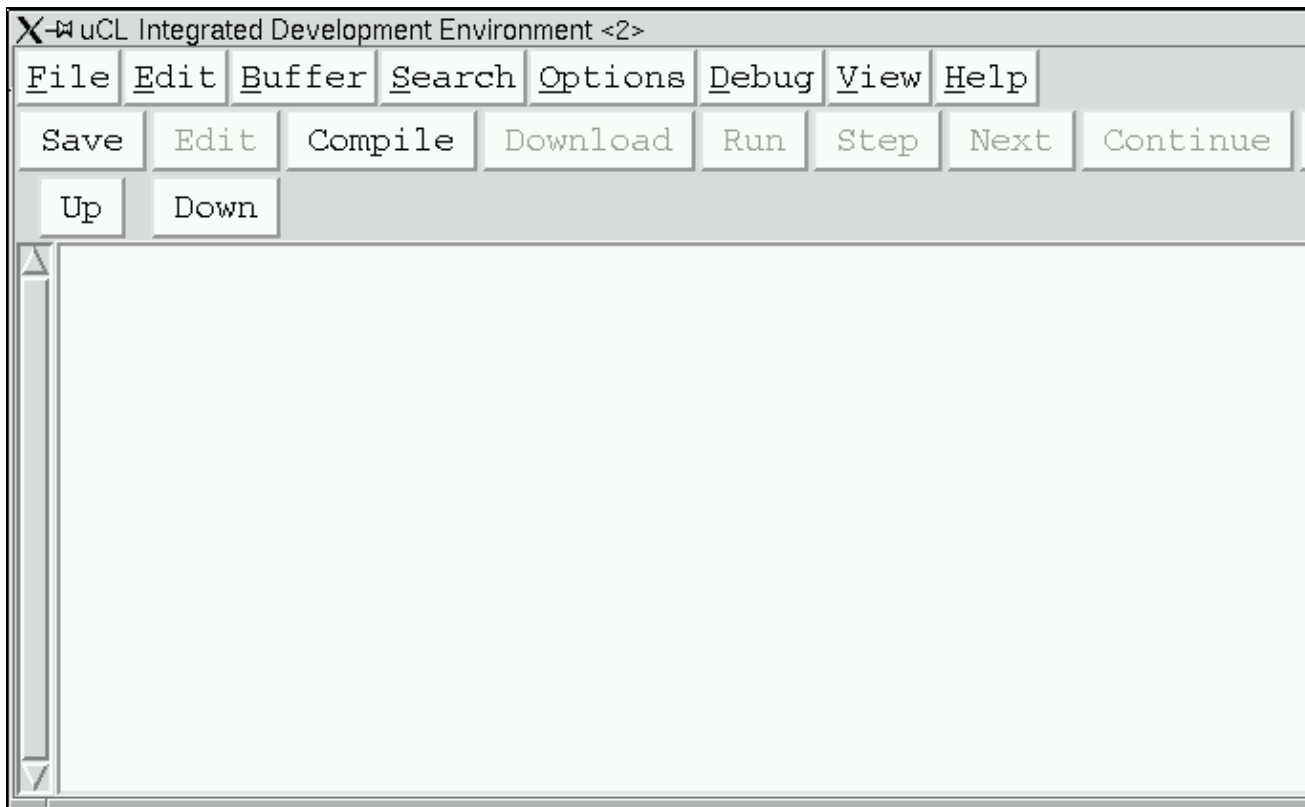 uCL Integrated Development Environment <2>
File Edit Buffer Search Options Debug View Help
Save Edit Compile Download Run Step Next Continue
Up Down